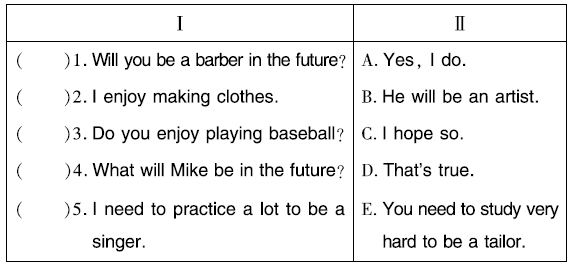 Ⅰ Ⅱ
( )1. Will you be a barber in the future? A. Yes, I do.
( )2. I enjoy making clothes. B. He will be an artist.
( )3. Do you enjoy playing baseball? C. I hope so.
( )4. What will Mike be in the future? D. That's true.
( )5. I need to practice a lot to be a E. You need to study very
singer. hard to be a tailor.